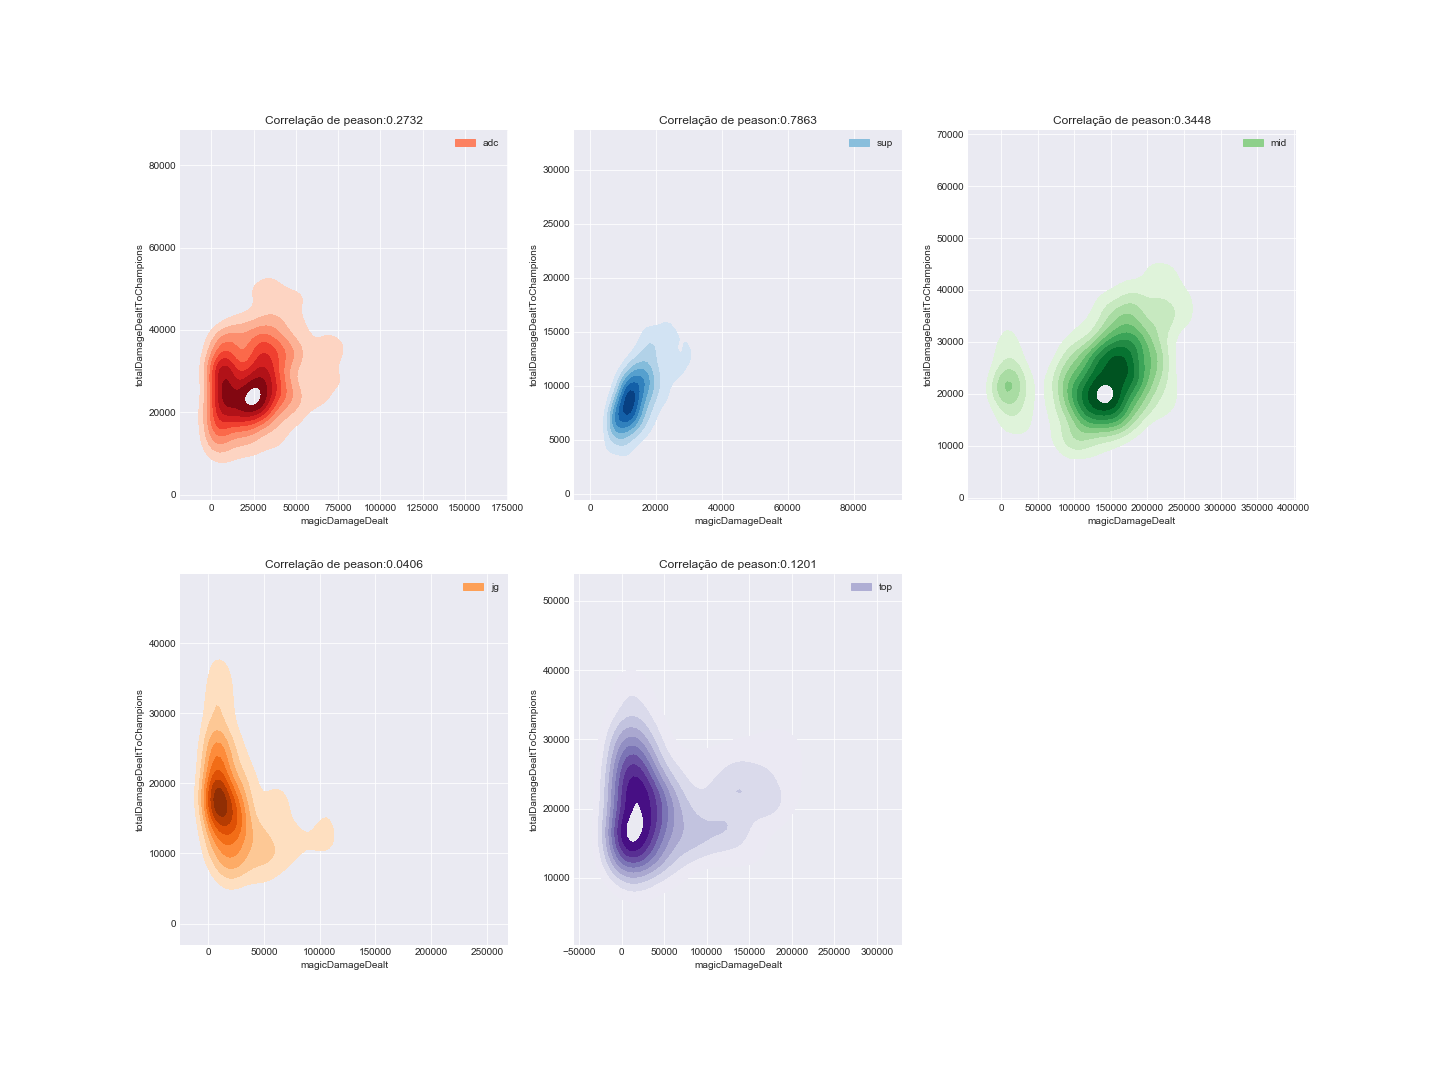 Correlação de peason:0.2732
adc
80000
60000
40000
20000
0
totalDamageDealtToChampions
0 25000 50000 75000 100000 125000 150000 175000
magicDamageDealt
Correlação de peason:0.7863
sup
30000
25000
20000
15000
10000
5000
0
totalDamageDealtToChampions
0 20000 40000 60000 80000
magicDamageDealt
Correlação de peason:0.3448
mid
70000
60000
50000
40000
30000
20000
10000
0
totalDamageDealtToChampions
0 50000 100000 150000 200000 250000 300000 350000 400000
magicDamageDealt
Correlação de peason:0.0406
jg
40000
30000
20000
10000
0
totalDamageDealtToChampions
0 50000 100000 150000 200000 250000
magicDamageDealt
Correlação de peason:0.1201
top
50000
40000
30000
20000
10000
totalDamageDealtToChampions
−50000 0 50000 100000 150000 200000 250000 300000
magicDamageDealt